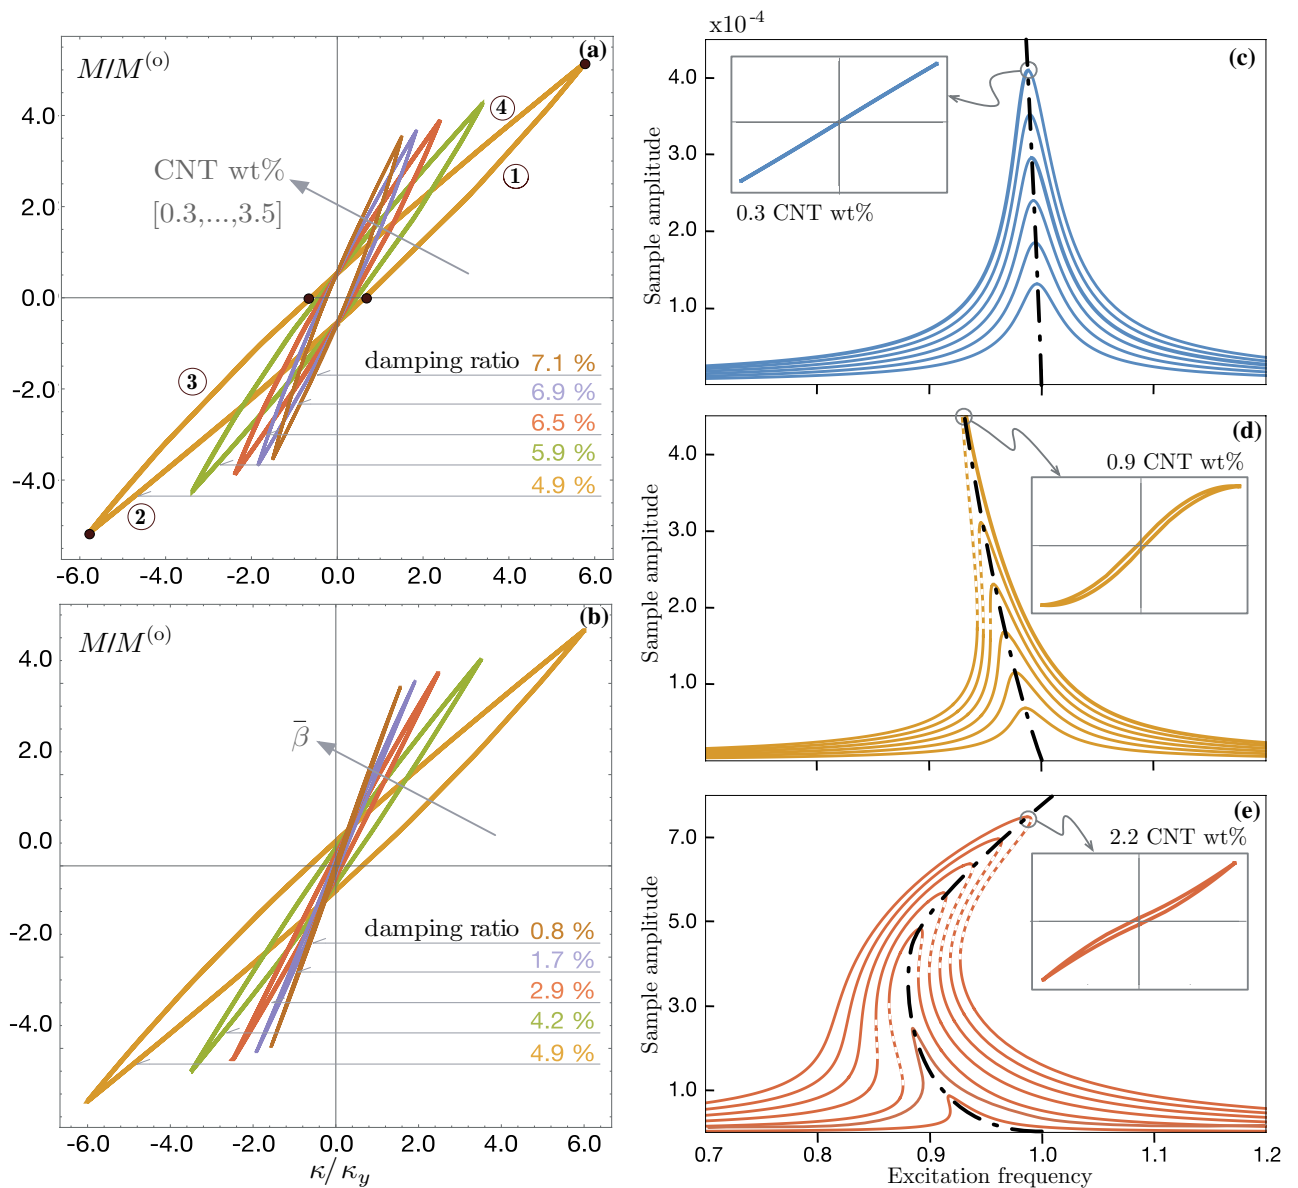 (a)
M/M(o)
4.0
2.0
0.0
-2.0
-4.0
4
1
CNT wt%
[0.3,...,3.5]
3
2
damping ratio 7.1 %
6.9 %
6.5 %
5.9 %
4.9 %
-6.0 -4.0 -2.0 0.0 2.0 4.0 6.0
(b)
M/M(o)
4.0
2.0
0.0
-2.0
-4.0
β̄
damping ratio 0.8 %
1.7 %
2.9 %
4.2 %
4.9 %
-6.0 -4.0 -2.0 0.0 2.0 4.0 6.0
κ/κy
x10-4
(c)
4.0
3.0
4.0
1.0
Sample amplitude
0.3 CNT wt%
(d)
4.0
3.0
2.0
1.0
Sample amplitude
0.9 CNT wt%
(e)
7.0
5.0
3.0
1.0
Sample amplitude
2.2 CNT wt%
0.7 0.8 0.9 1.0 1.1 1.2
Excitation frequency